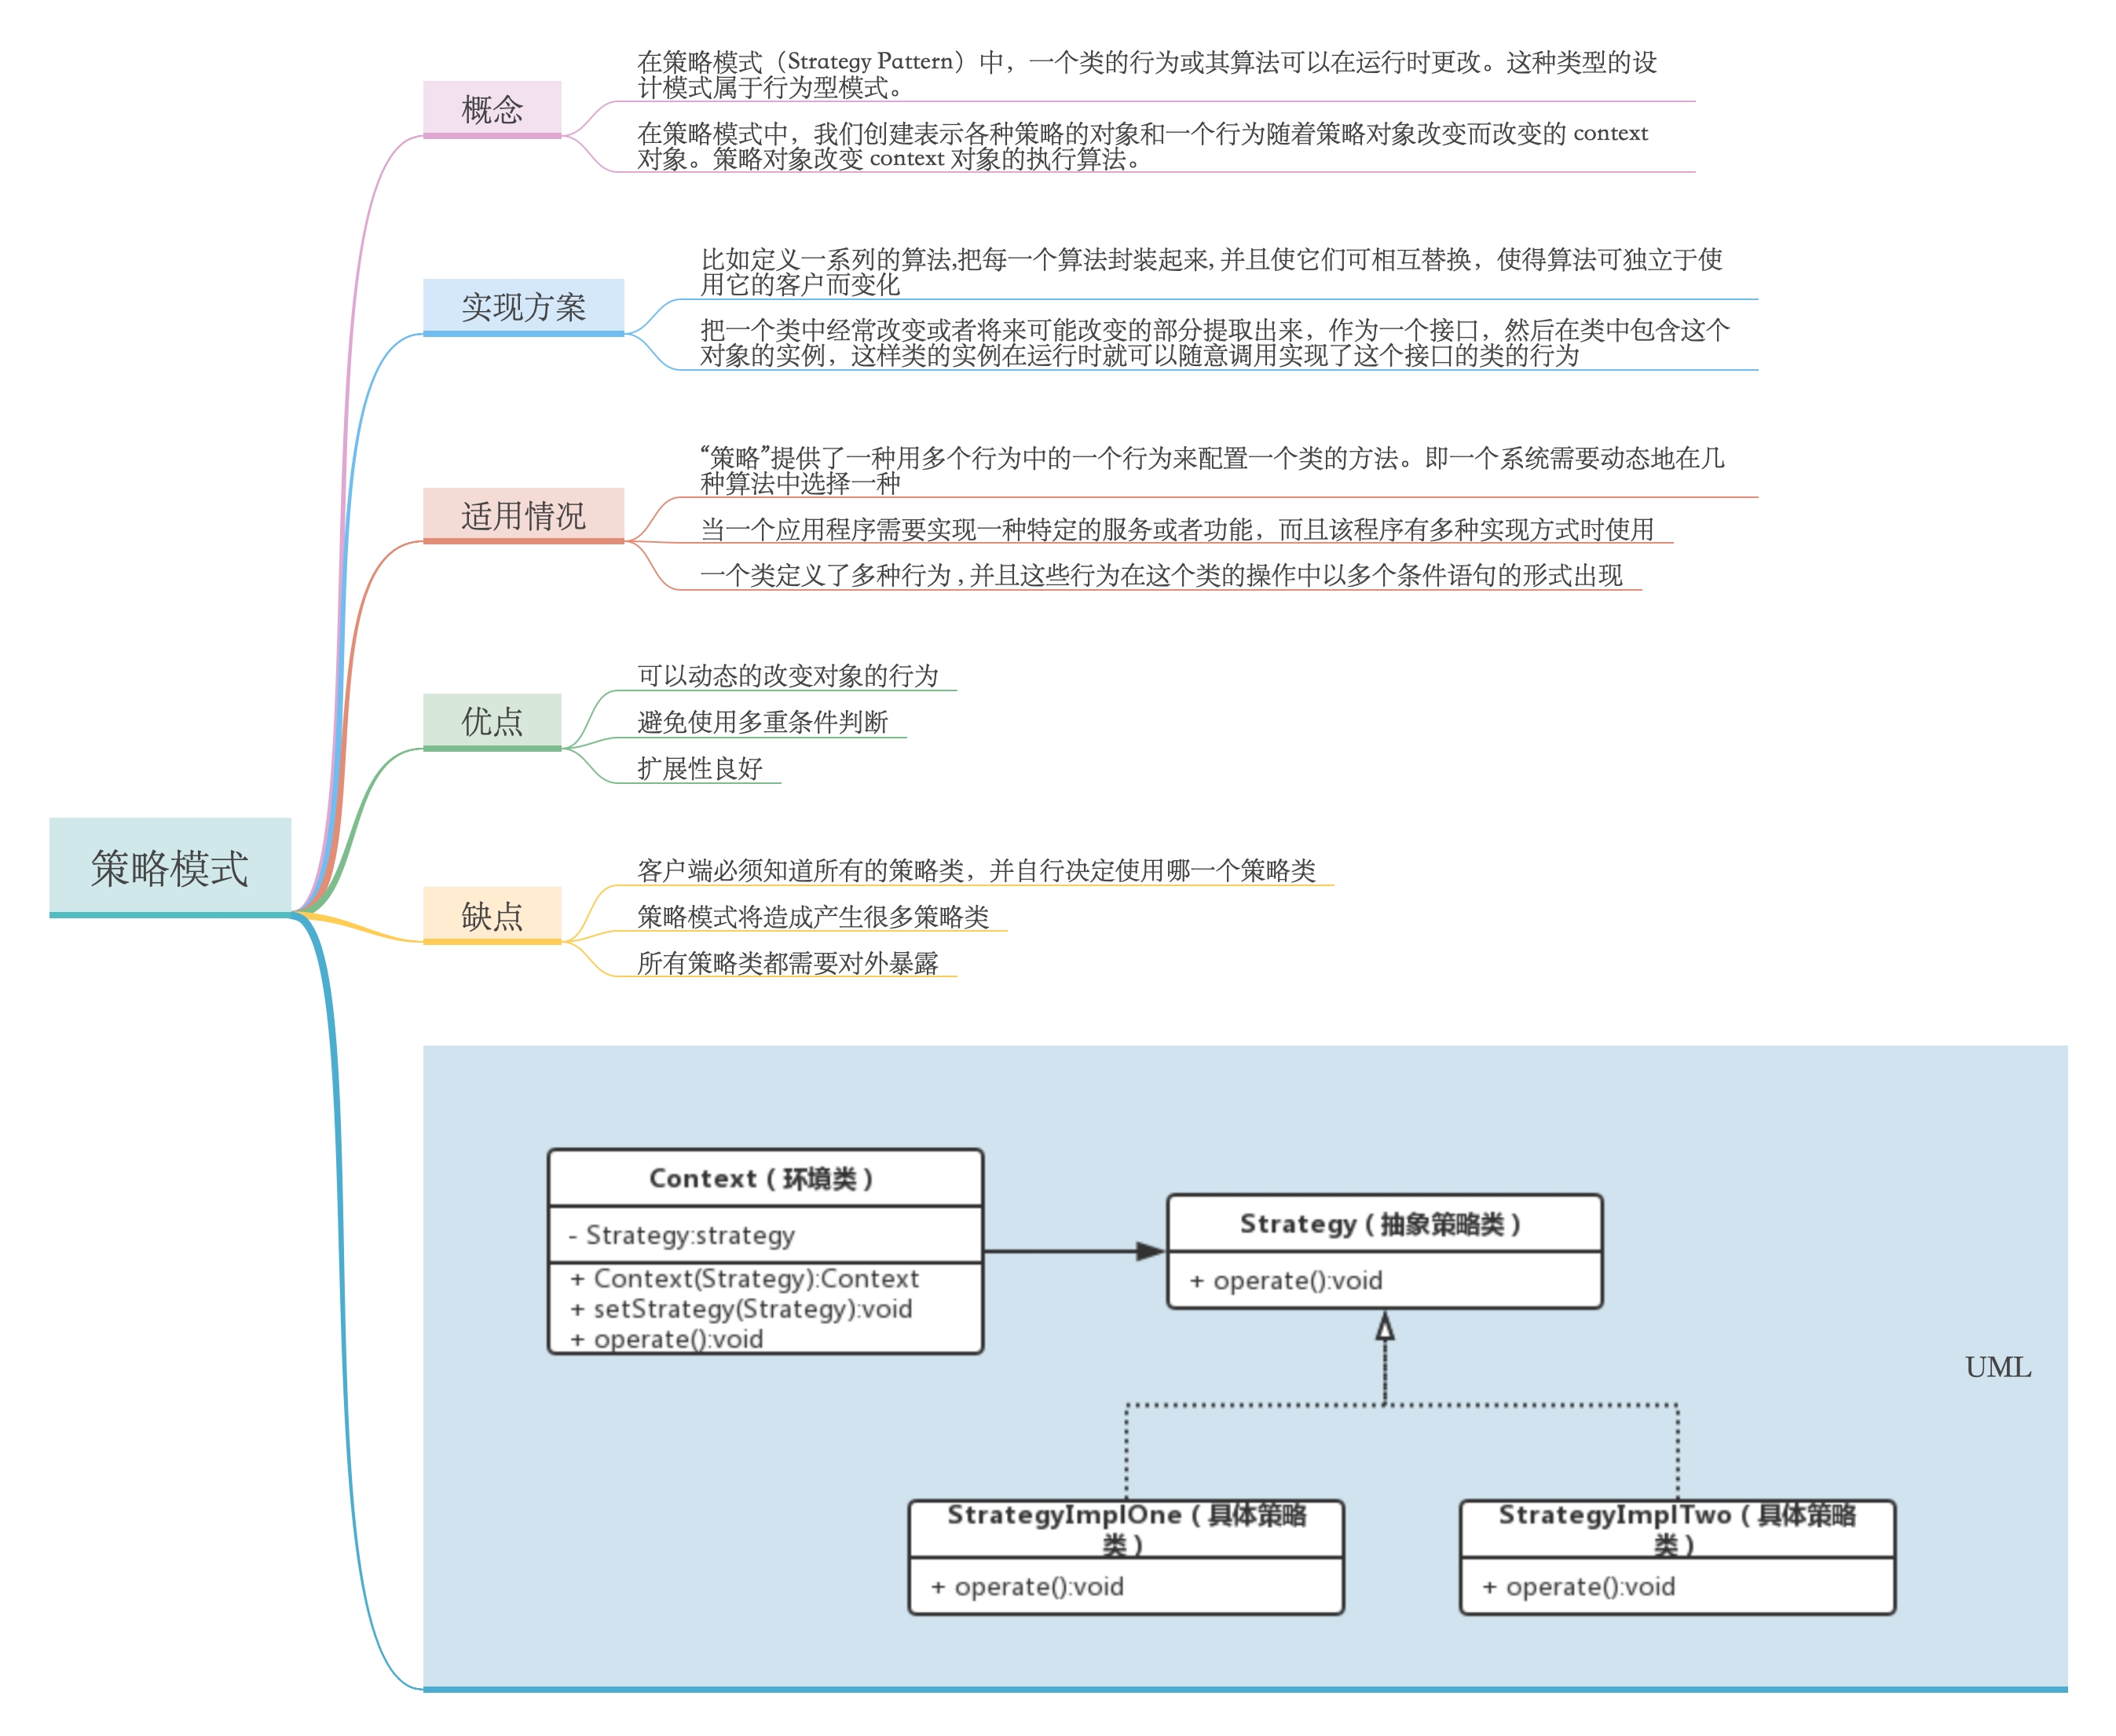 概念
在策略模式（Strategy Pattern）中，一个类的行为或其算法可以在运行时更改。这种类型的设
计模式属于行为型模式。
在策略模式中，我们创建表示各种策略的对象和一个行为随着策略对象改变而改变的 context
对象。策略对象改变 context 对象的执行算法。
实现方案
比如定义一系列的算法,把每一个算法封装起来, 并且使它们可相互替换，使得算法可独立于使
用它的客户而变化
把一个类中经常改变或者将来可能改变的部分提取出来，作为一个接口，然后在类中包含这个
对象的实例，这样类的实例在运行时就可以随意调用实现了这个接口的类的行为
适用情况
“策略”提供了一种用多个行为中的一个行为来配置一个类的方法。即一个系统需要动态地在几
种算法中选择一种
当一个应用程序需要实现一种特定的服务或者功能，而且该程序有多种实现方式时使用
一个类定义了多种行为 , 并且这些行为在这个类的操作中以多个条件语句的形式出现
优点
可以动态的改变对象的行为
避免使用多重条件判断
扩展性良好
策略模式
缺点
客户端必须知道所有的策略类，并自行决定使用哪一个策略类
策略模式将造成产生很多策略类
所有策略类都需要对外暴露
Context（环境类）
- Strategy:strategy
+ Context(Strategy):Context
+ setStrategy(Strategy):void
+ operate():void
Strategy（抽象策略类）
+ operate():void
UML
StrategyImplOne（具体策略
类）
+ operate():void
StrategyImplTwo（具体策略
类）
+ operate():void